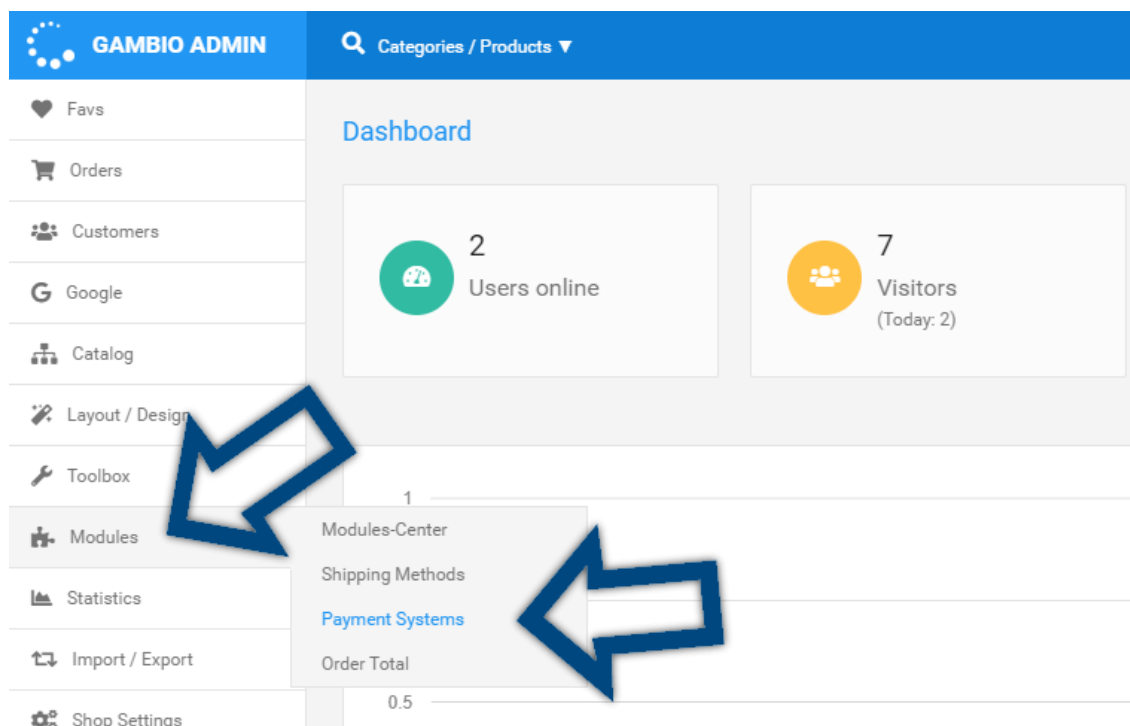 GAMBIO ADMIN
Categories / Products ▼
Favs
Orders
Customers
Google
Catalog
Layout / Design
Toolbox
Modules
Statistics
Import / Export
Shop Settings
Dashboard
2
Users online
7
Visitors
(Today: 2)
1
Modules-Center
Shipping Methods
Payment Systems
Order Total
0.5